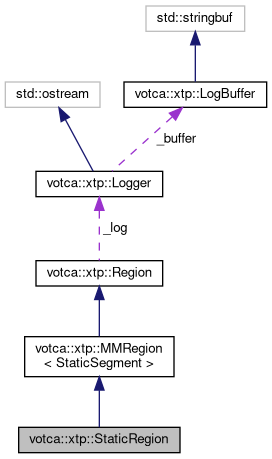 std::stringbuf
std::ostream
votca::xtp::LogBuffer
_buffer
votca::xtp::Logger
_log
votca::xtp::Region
votca::xtp::MMRegion
< StaticSegment >
votca::xtp::StaticRegion